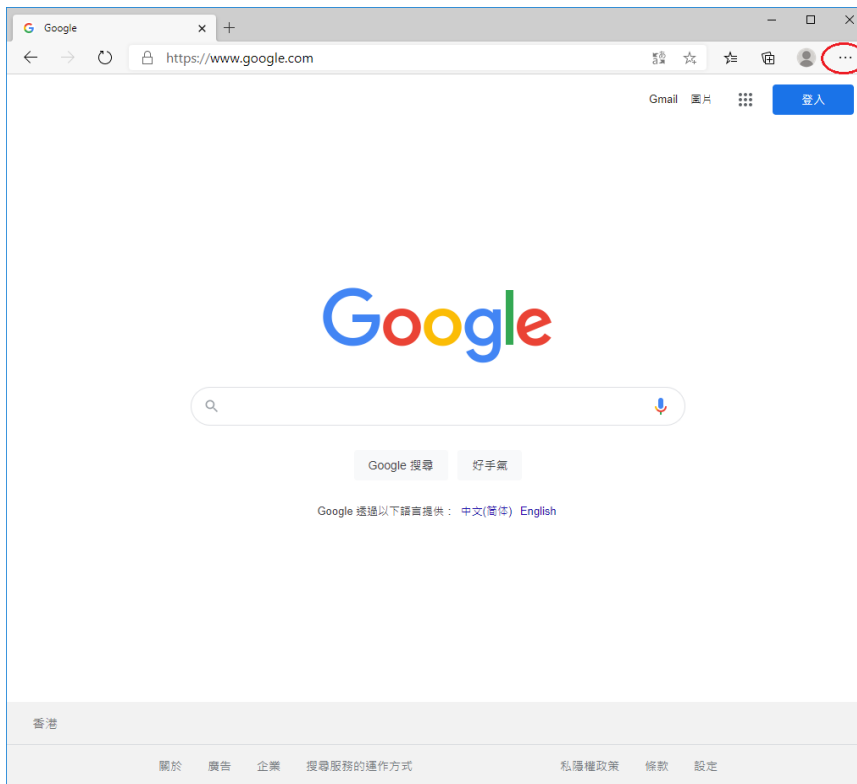 Google
https://www.google.com
Gmail 圖片 登入
Google
Google 搜尋 好手氣
Google 透過以下語言提供： 中文(简体) English
香港
關於 廣告 企業 搜尋服務的運作方式 私隱權政策 條款 設定